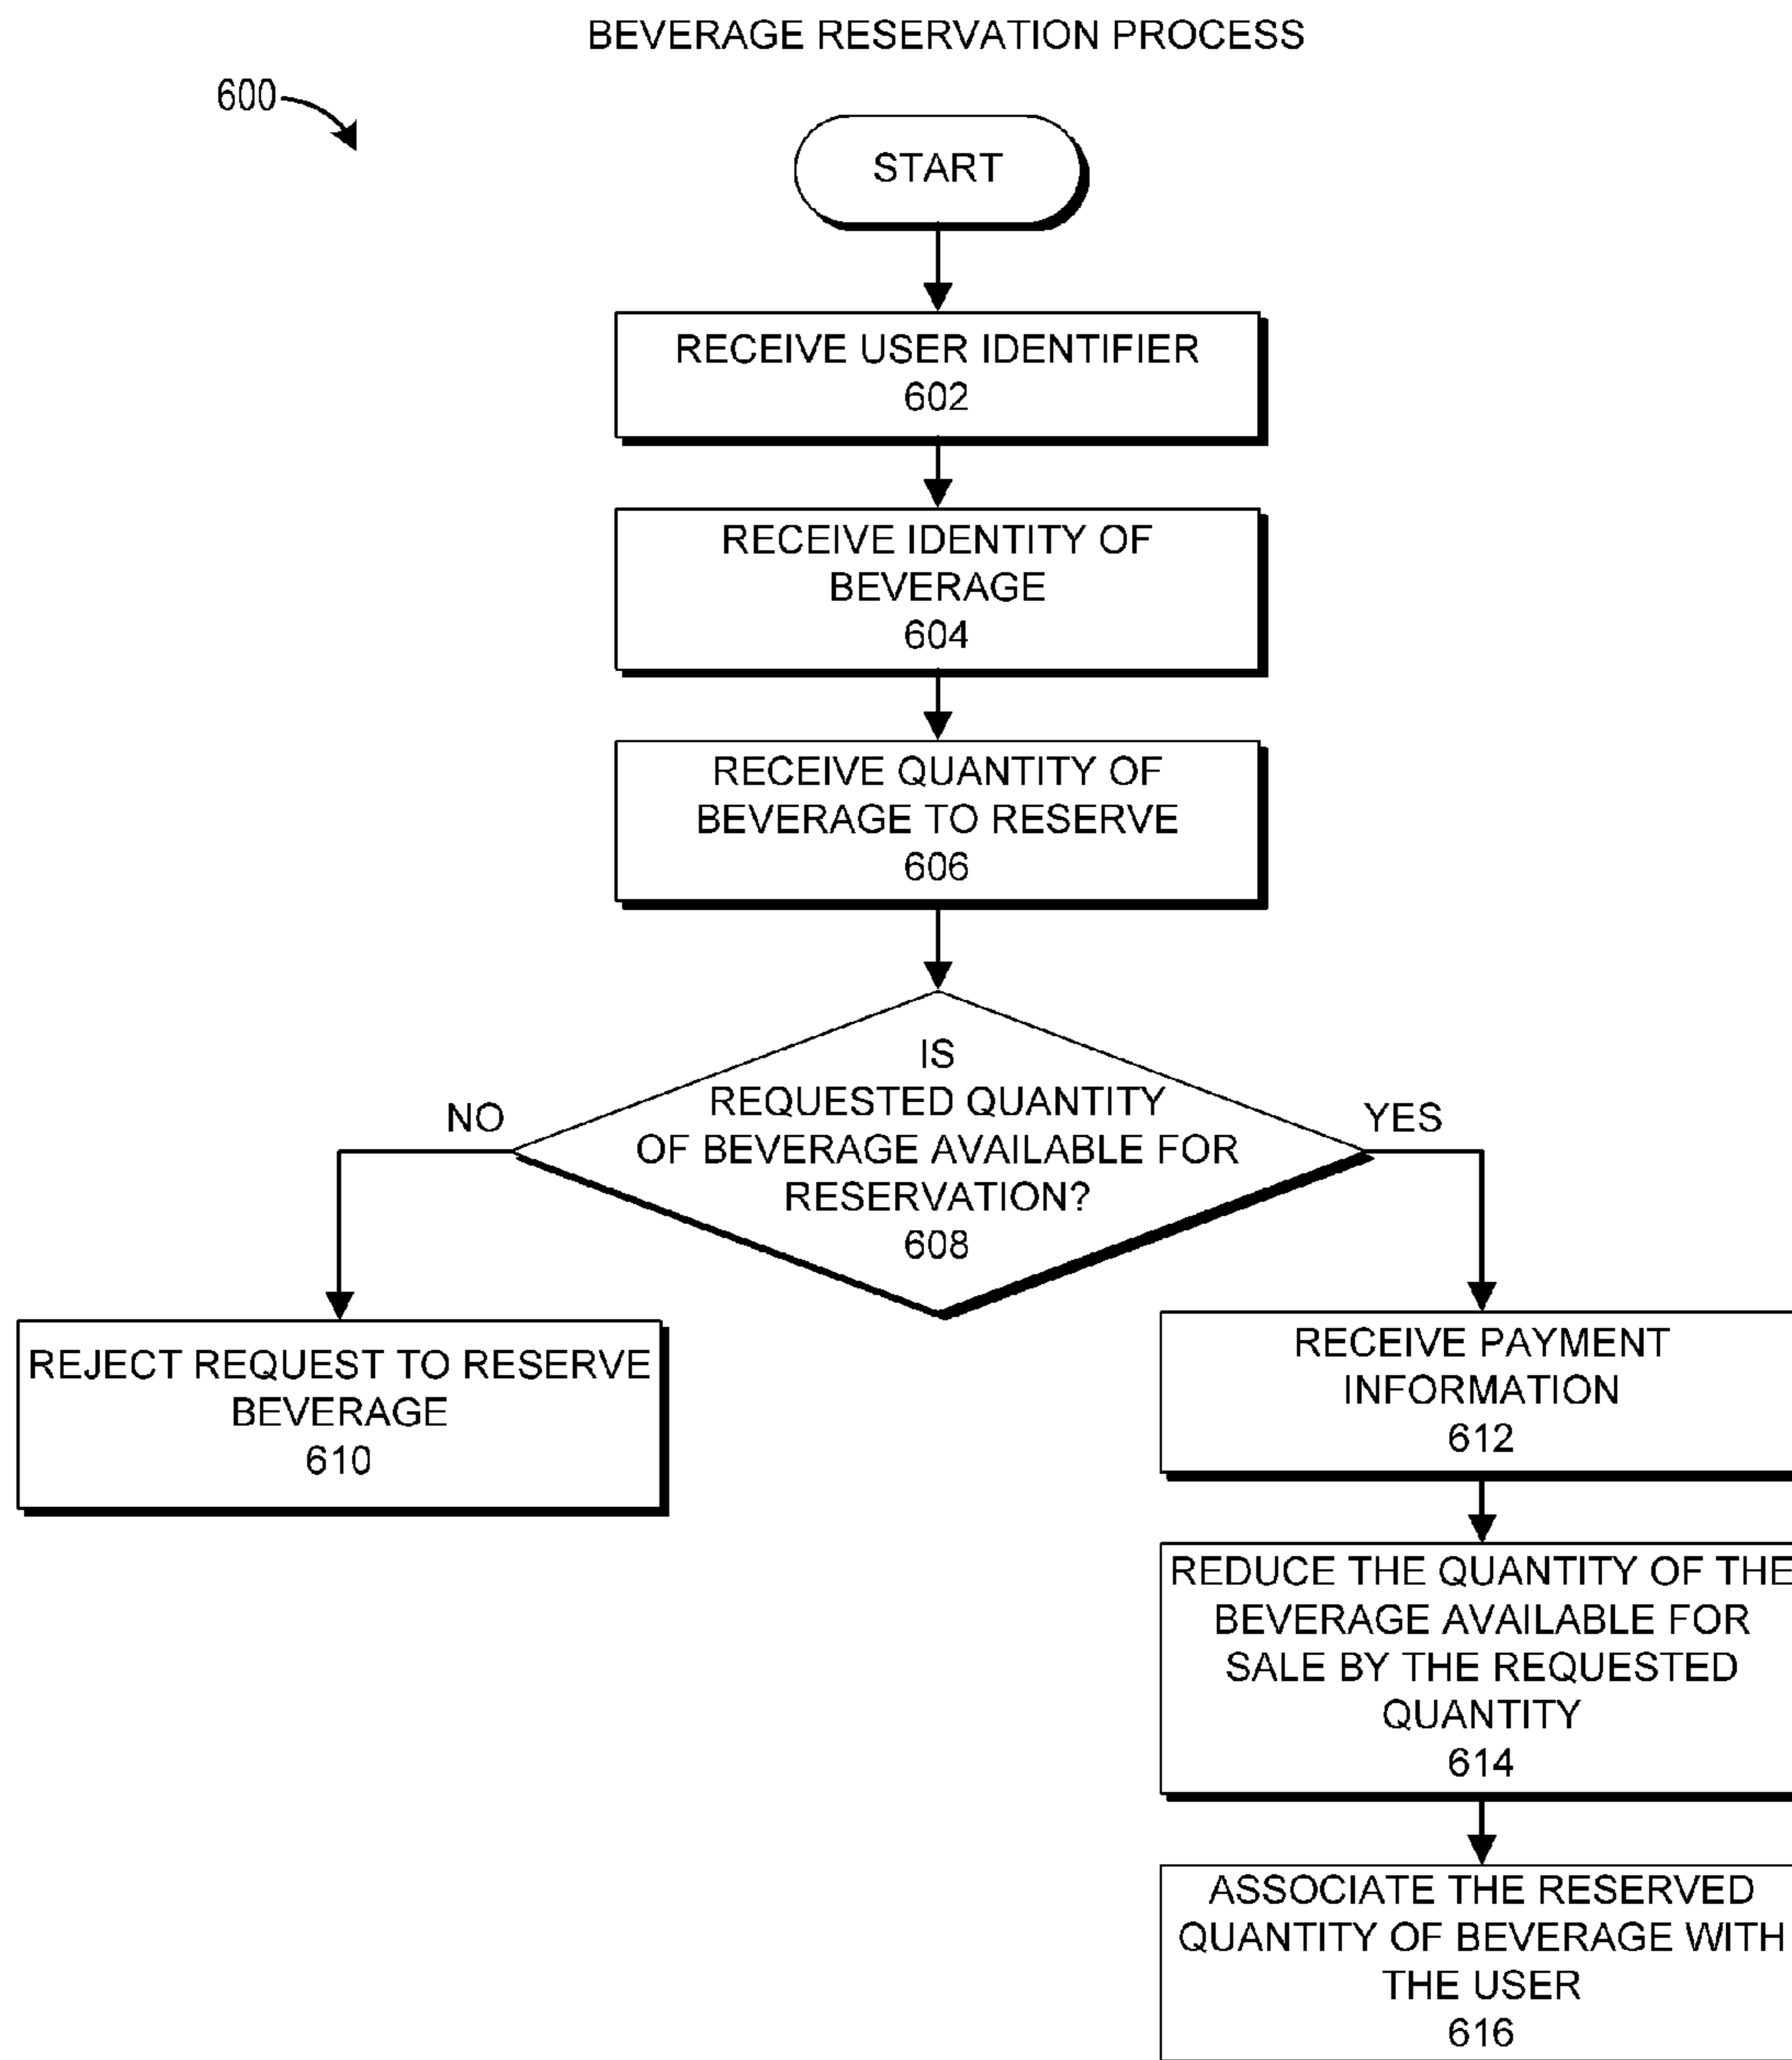 BEVERAGE RESERVATION PROCESS
600
START
RECEIVE USER IDENTIFIER
602
RECEIVE IDENTITY OF
BEVERAGE
604
RECEIVE QUANTITY OF
BEVERAGE TO RESERVE
606
IS
REQUESTED QUANTITY
OF BEVERAGE AVAILABLE FOR
RESERVATION?
608
NO
YES
REJECT REQUEST TO RESERVE
BEVERAGE
610
RECEIVE PAYMENT
INFORMATION
612
REDUCE THE QUANTITY OF THE
BEVERAGE AVAILABLE FOR
SALE BY THE REQUESTED
QUANTITY
614
ASSOCIATE THE RESERVED
QUANTITY OF BEVERAGE WITH
THE USER
616